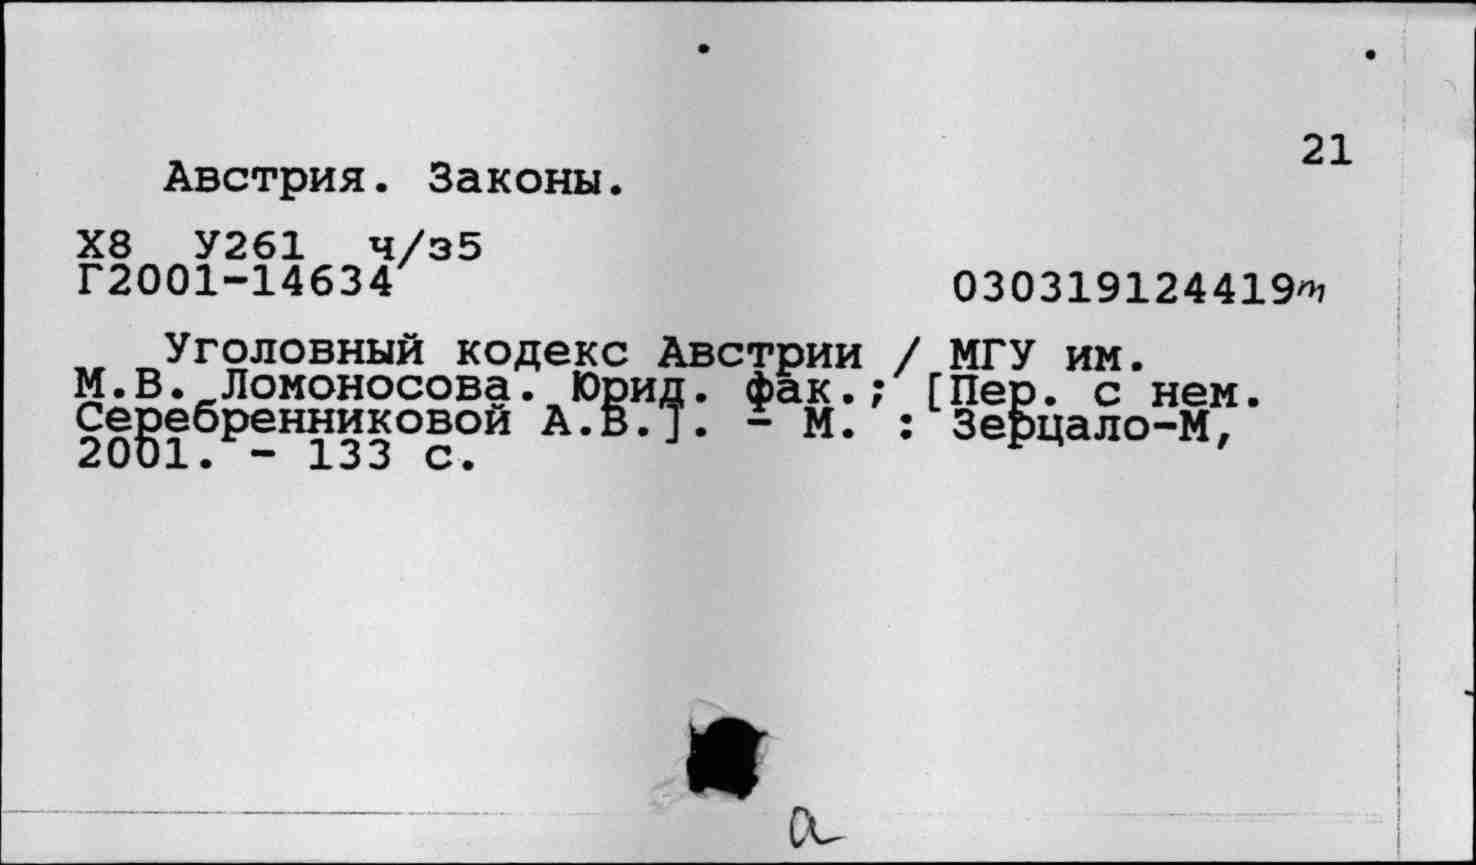 21
Австрия. Законы.
Х8 У261 ч/з5
Г2001-14634
030319124419
Уголовный кодекс Австрии / МГУ им.
М.В. Ломоносова. Юрид. фак.; [Пер. с нем.
Серебренниковой А.В.]. - М. : Зерцало-М,
2001. - 133 с.